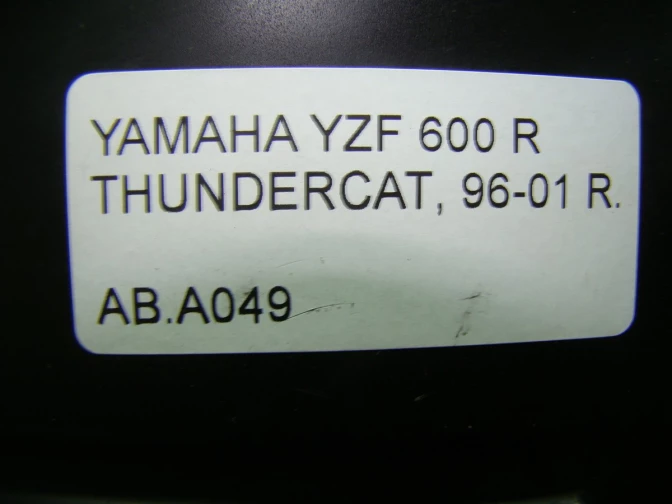 YAMAHA YZF 600 R
THUNDERCAT, 96-01 R.
AB.A049